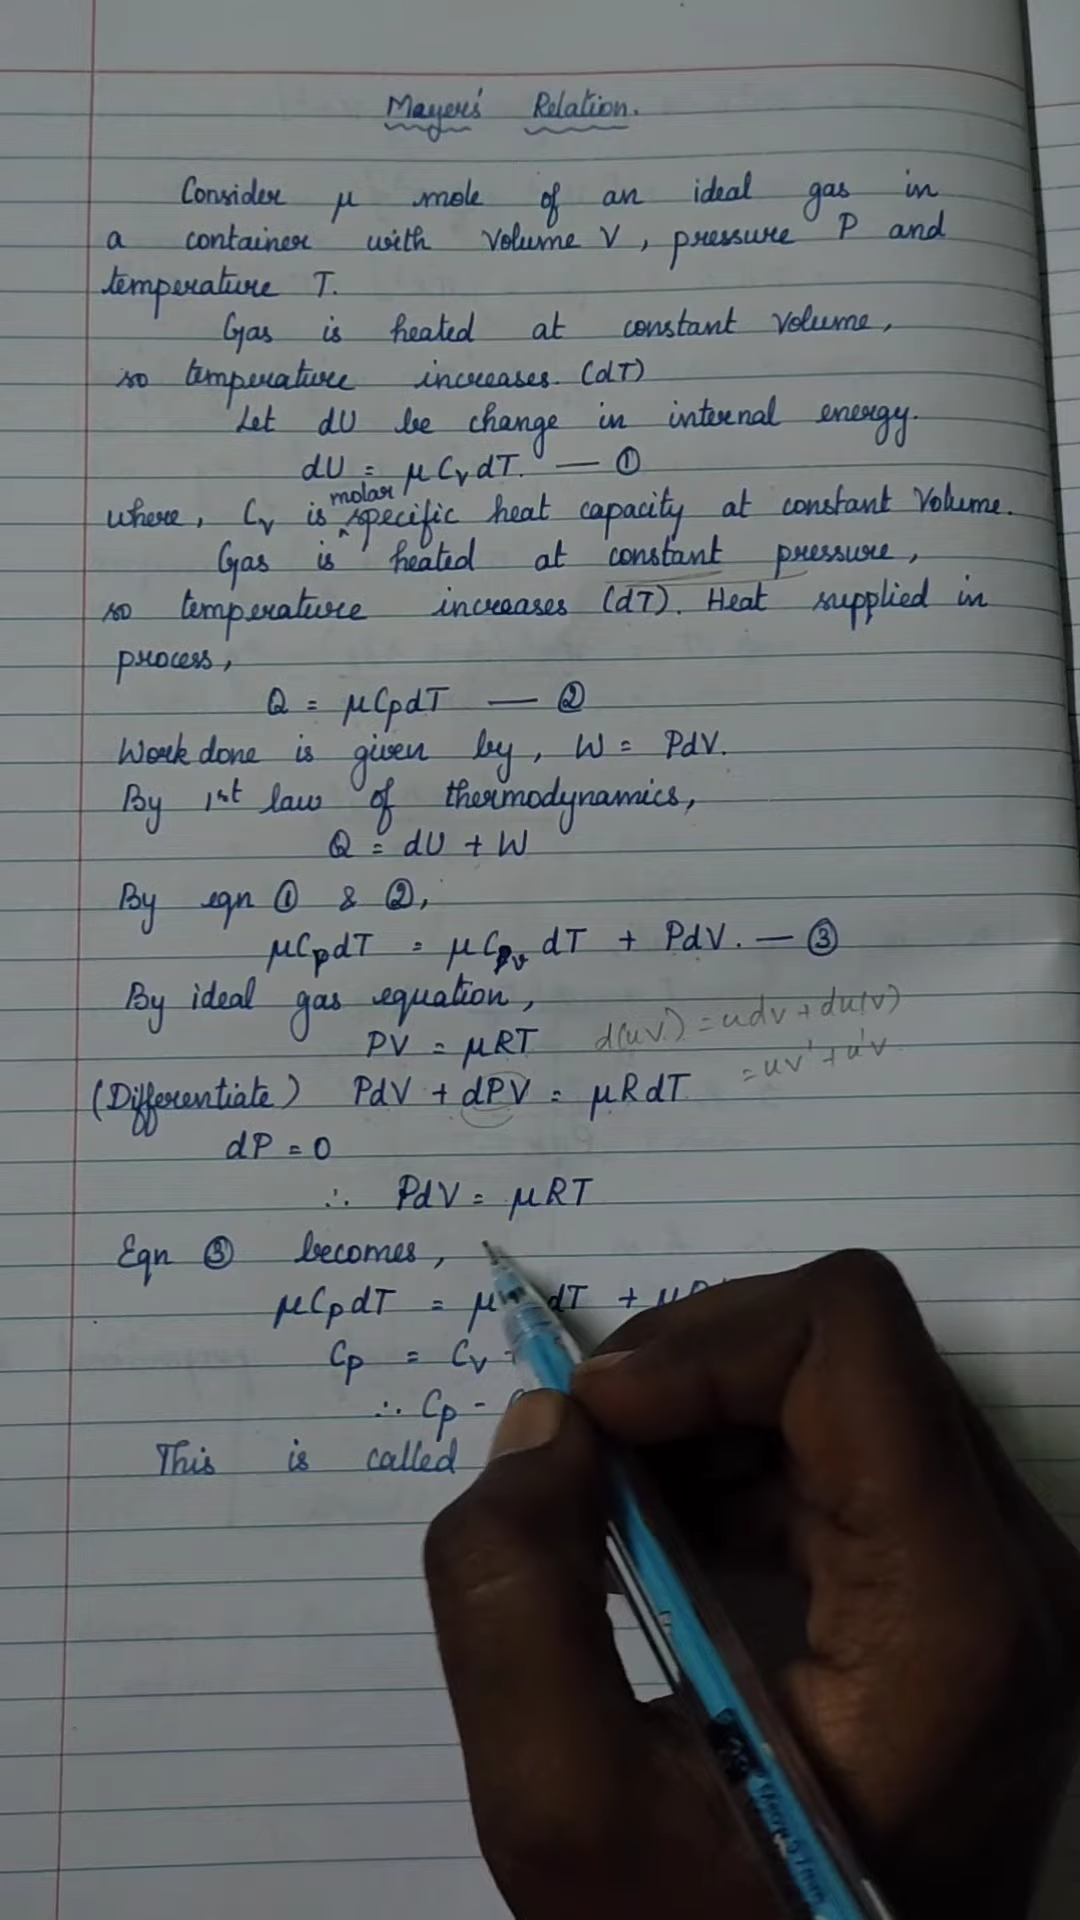 Mayer's Relation.
Consider μ mole of an ideal gas in
a container with Volume V, pressure P and
temperature T.
Gas is heated at constant Volume,
so temperature increases. (dT)
Let dU be change in internal energy.
dU = μ Cv dT. — ①
molar
where, Cv is ^ specific heat capacity at constant Volume.
Gas is heated at constant pressure,
so temperature increases (dT). Heat supplied in
process,
Q = μCpdT — ②
Work done is given by, W = PdV.
By 1st law of thermodynamics,
Q = dU + W
By eqn ① & ②,
μCpdT = μCv dT + PdV. — ③
By ideal gas equation,
PV = μRT
d(uv) = udv + du(v)
= uv' + u'v
(Differentiate) PdV + dPV = μRdT
dP = 0
∴ PdV = μRT
Eqn ③ becomes,
μCpdT = μ dT + μ
Cp = Cv
∴ Cp -
This is called